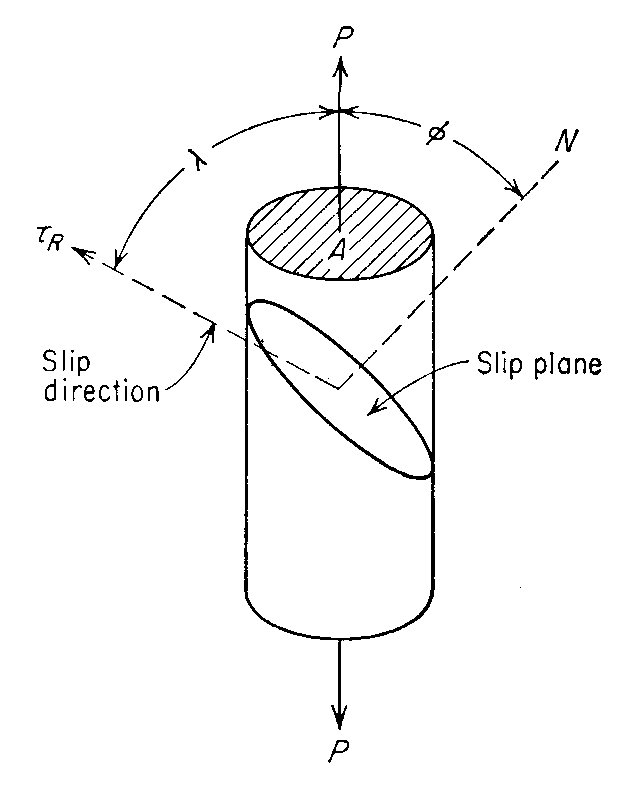 P
λ
ϕ
N
τR
A
Slip
direction
Slip plane
P